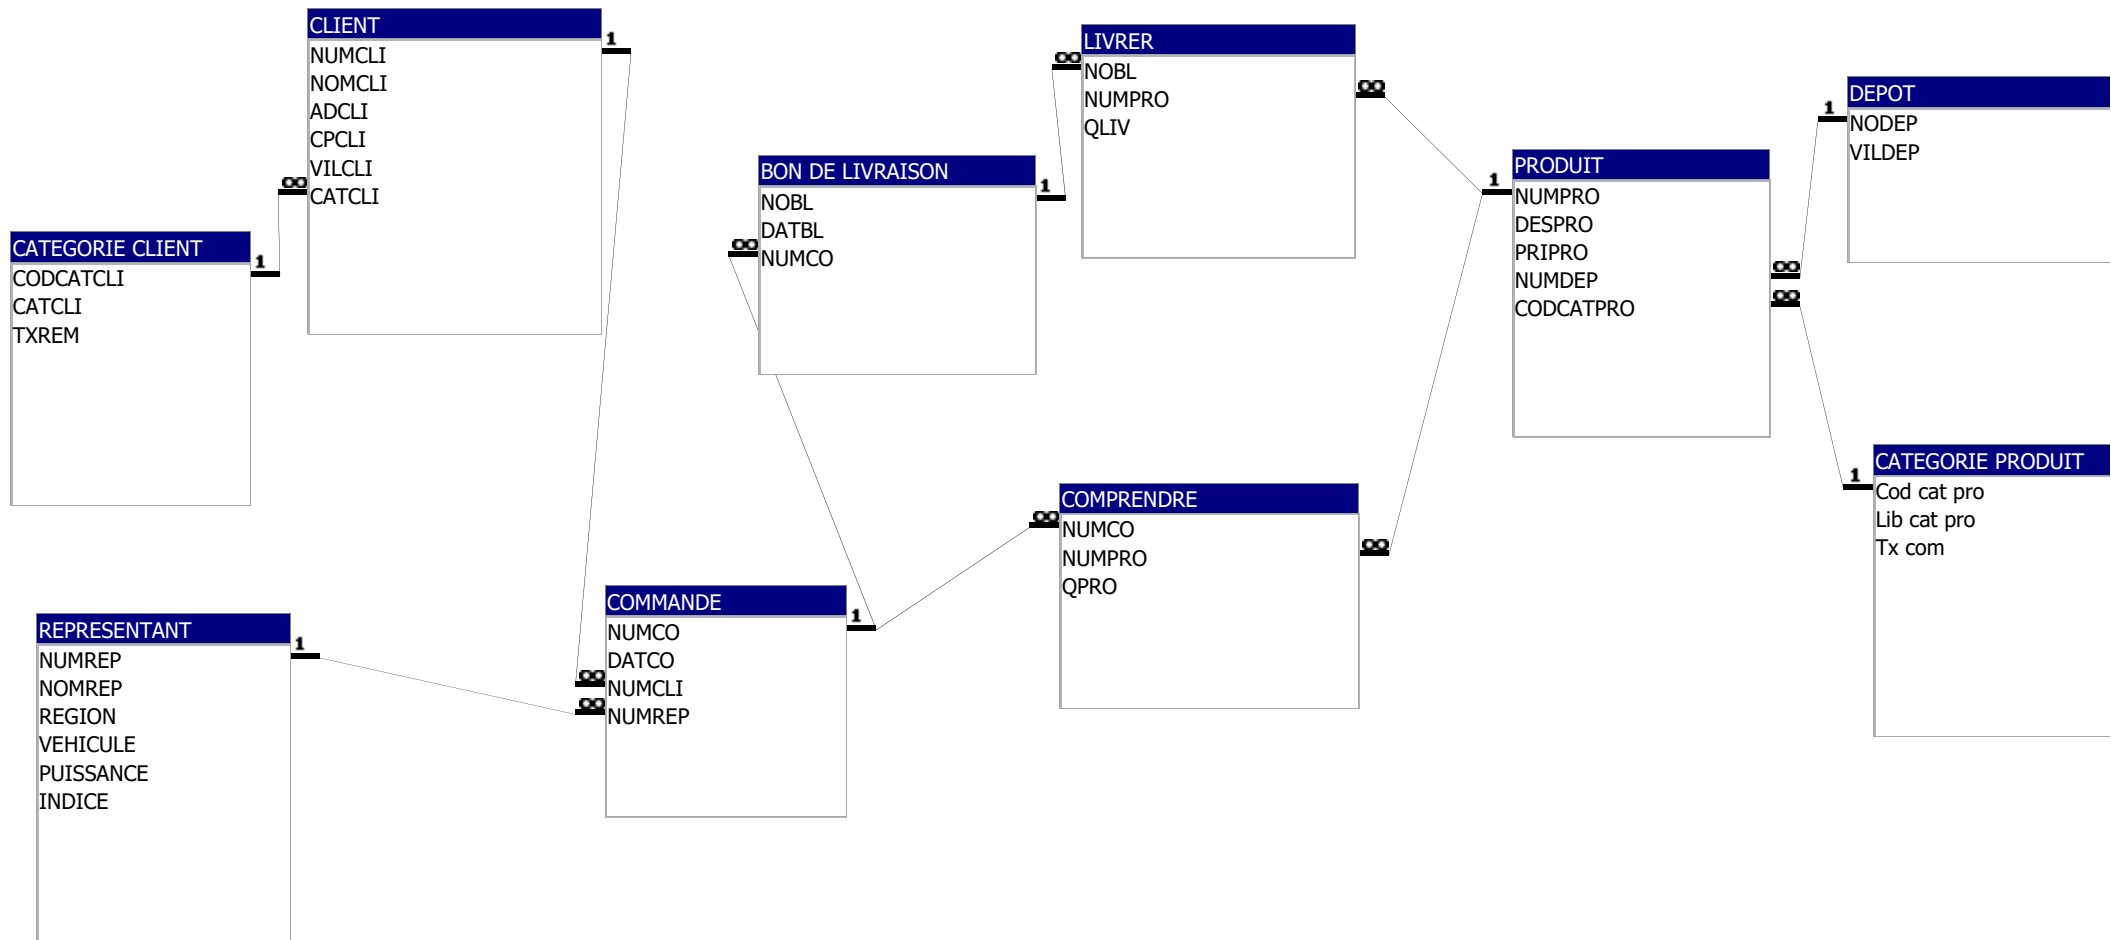 CLIENT
NUMCLI
NOMCLI
ADCLI
CPCLI
VILCLI
CATCLI
1
∞
CATEGORIE CLIENT
CODCATCLI
CATCLI
TXREM
1
BON DE LIVRAISON
NOBL
DATBL
NUMCO
1
∞
LIVRER
NOBL
NUMPRO
QLIV
∞
∞
PRODUIT
NUMPRO
DESPRO
PRIPRO
NUMDEP
CODCATPRO
1
∞
∞
DEPOT
NODEP
VILDEP
1
CATEGORIE PRODUIT
Cod cat pro
Lib cat pro
Tx com
1
COMPRENDRE
NUMCO
NUMPRO
QPRO
∞
∞
COMMANDE
NUMCO
DATCO
NUMCLI
NUMREP
1
∞
∞
REPRESENTANT
NUMREP
NOMREP
REGION
VEHICULE
PUISSANCE
INDICE
1